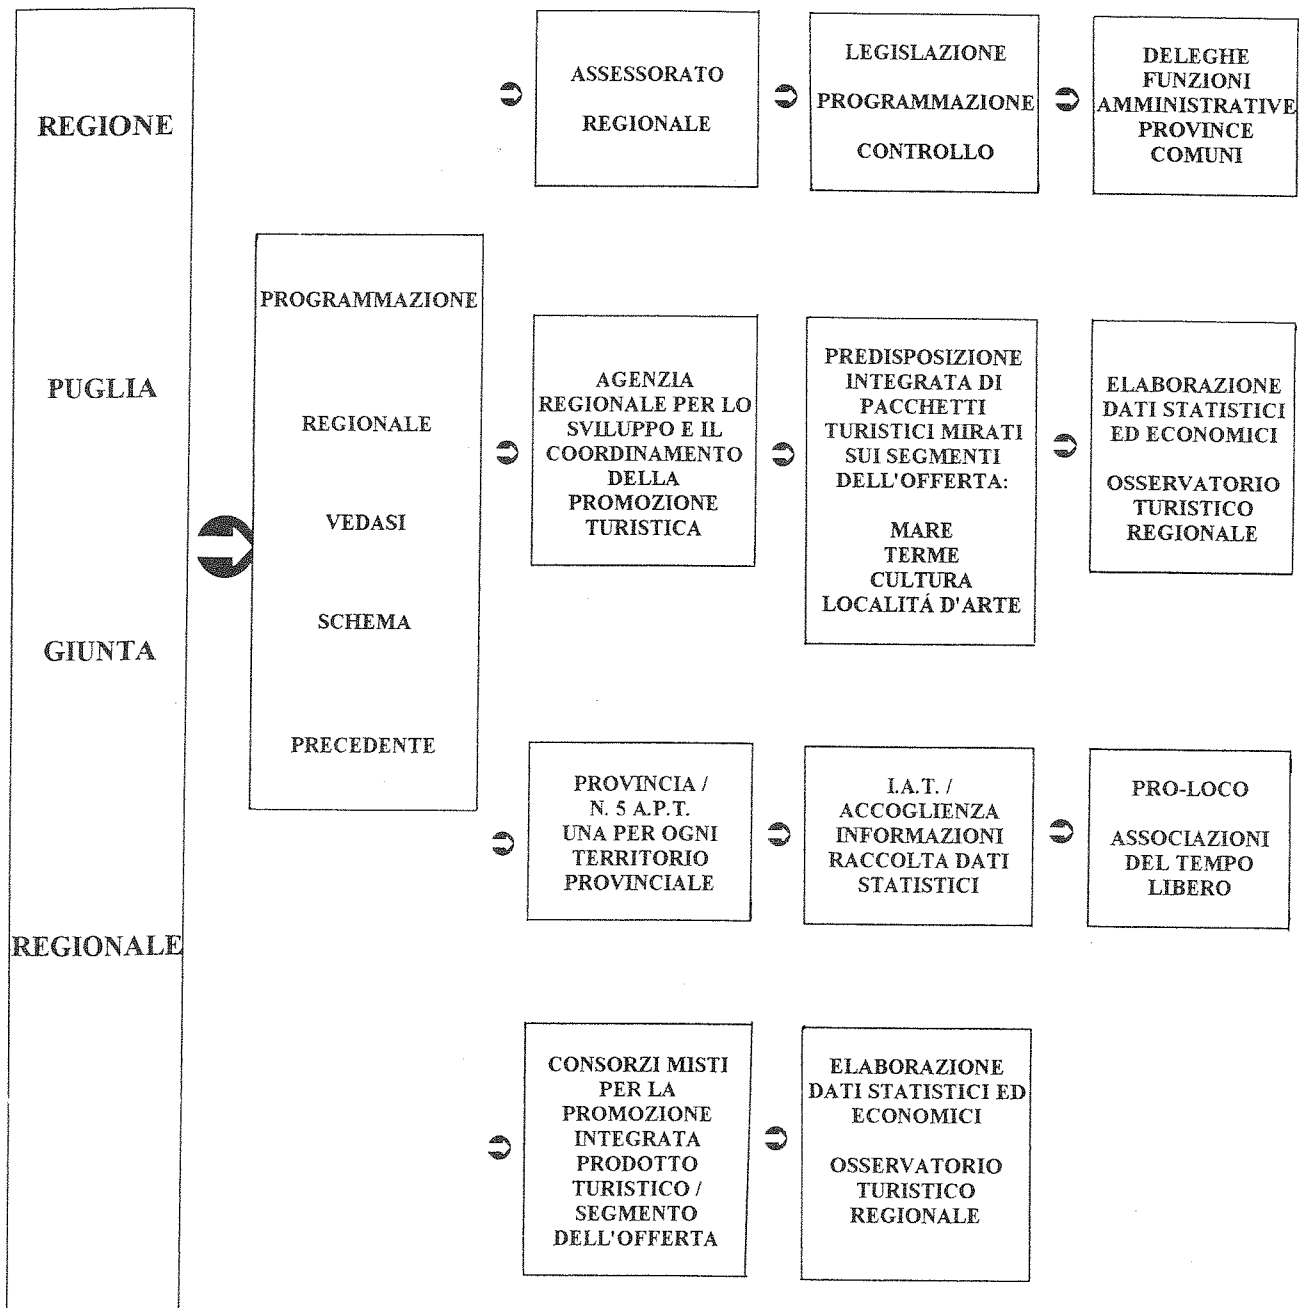 REGIONE
PUGLIA
GIUNTA
REGIONALE
PROGRAMMAZIONE
REGIONALE
VEDASI
SCHEMA
PRECEDENTE
ASSESSORATO
REGIONALE
LEGISLAZIONE
PROGRAMMAZIONE
CONTROLLO
DELEGHE
FUNZIONI
AMMINISTRATIVE
PROVINCE
COMUNI
AGENZIA
REGIONALE PER LO
SVILUPPO E IL
COORDINAMENTO
DELLA
PROMOZIONE
TURISTICA
PREDISPOSIZIONE
INTEGRATA DI
PACCHETTI
TURISTICI MIRATI
SUI SEGMENTI
DELL'OFFERTA:
MARE
TERME
CULTURA
LOCALITÁ D'ARTE
ELABORAZIONE
DATI STATISTICI
ED ECONOMICI
OSSERVATORIO
TURISTICO
REGIONALE
PROVINCIA /
N. 5 A.P.T.
UNA PER OGNI
TERRITORIO
PROVINCIALE
I.A.T. /
ACCOGLIENZA
INFORMAZIONI
RACCOLTA DATI
STATISTICI
PRO-LOCO
ASSOCIAZIONI
DEL TEMPO
LIBERO
CONSORZI MISTI
PER LA
PROMOZIONE
INTEGRATA
PRODOTTO
TURISTICO /
SEGMENTO
DELL'OFFERTA
ELABORAZIONE
DATI STATISTICI ED
ECONOMICI
OSSERVATORIO
TURISTICO
REGIONALE